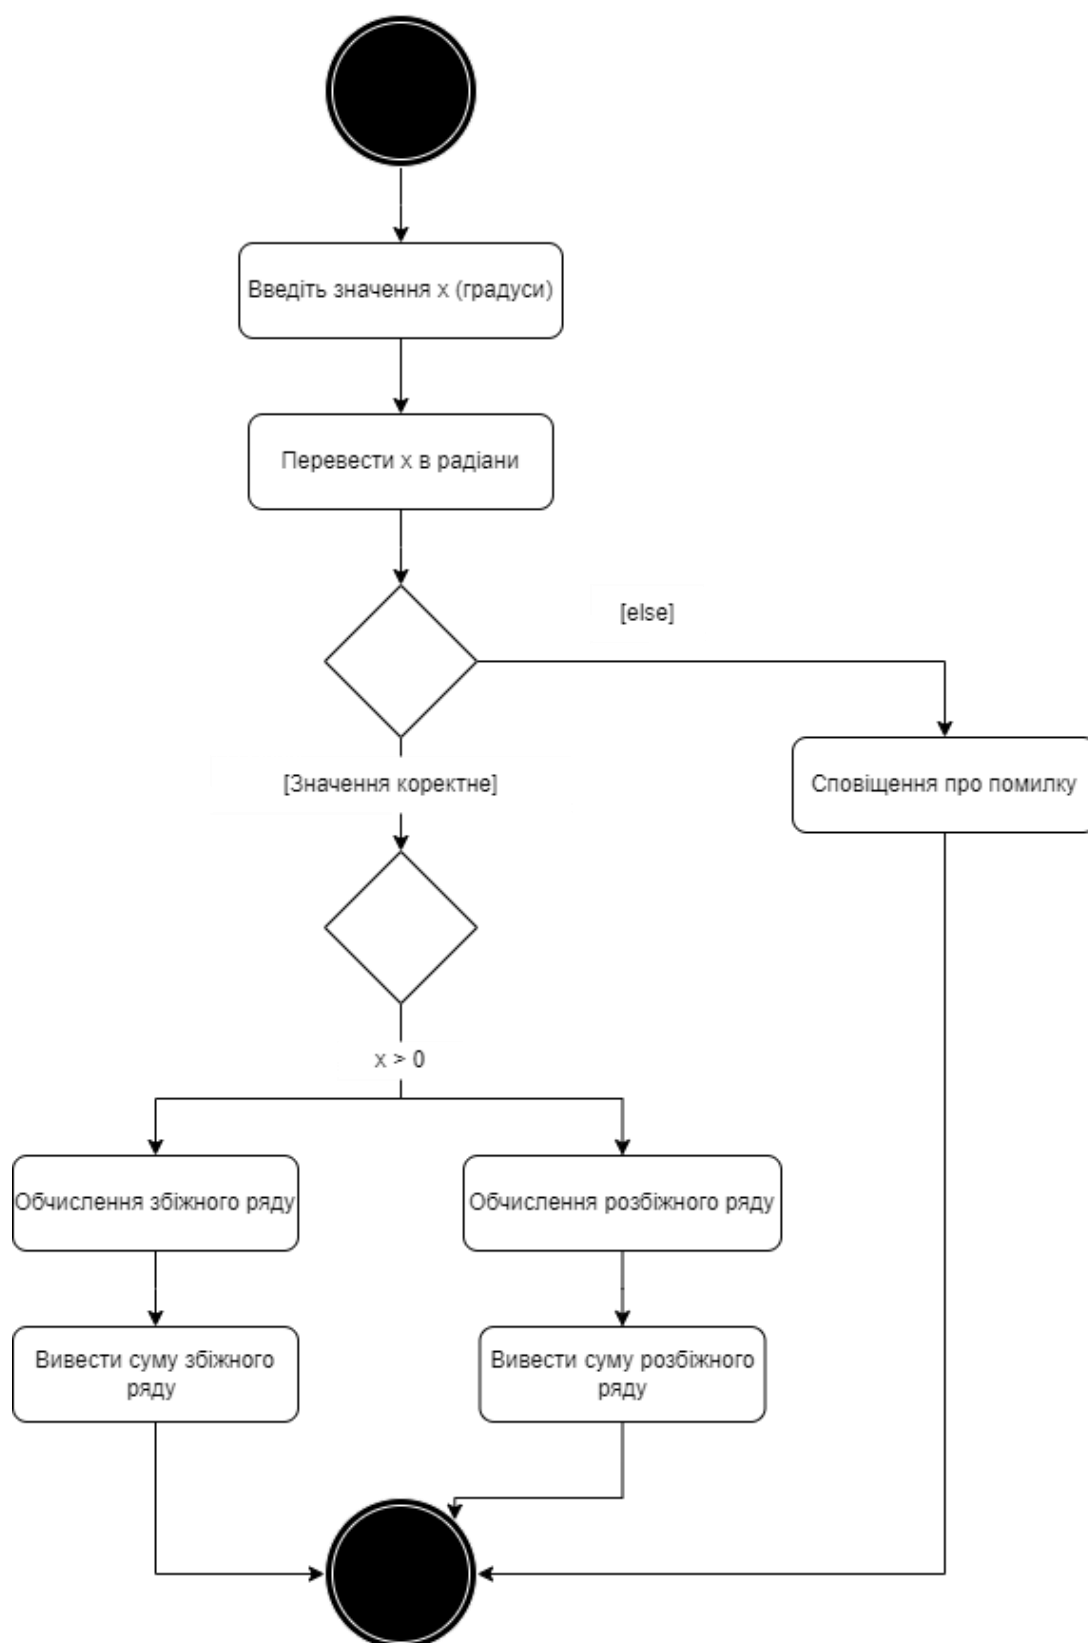 Введіть значення x (градуси)
Перевести x в радіани
[else]
[Значення коректне]
Сповіщення про помилку
x > 0
Обчислення збіжного ряду
Обчислення розбіжного ряду
Вивести суму збіжного
ряду
Вивести суму розбіжного
ряду